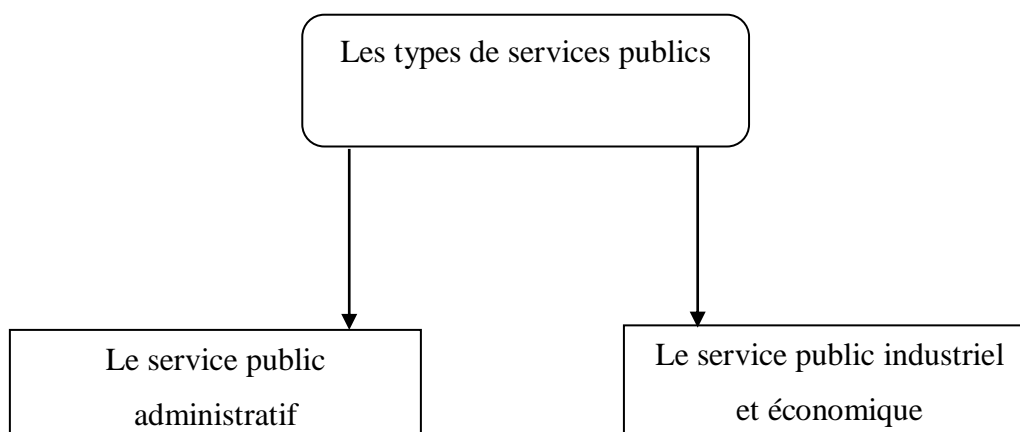 Les types de services publics
Le service public
administratif
Le service public industriel
et économique